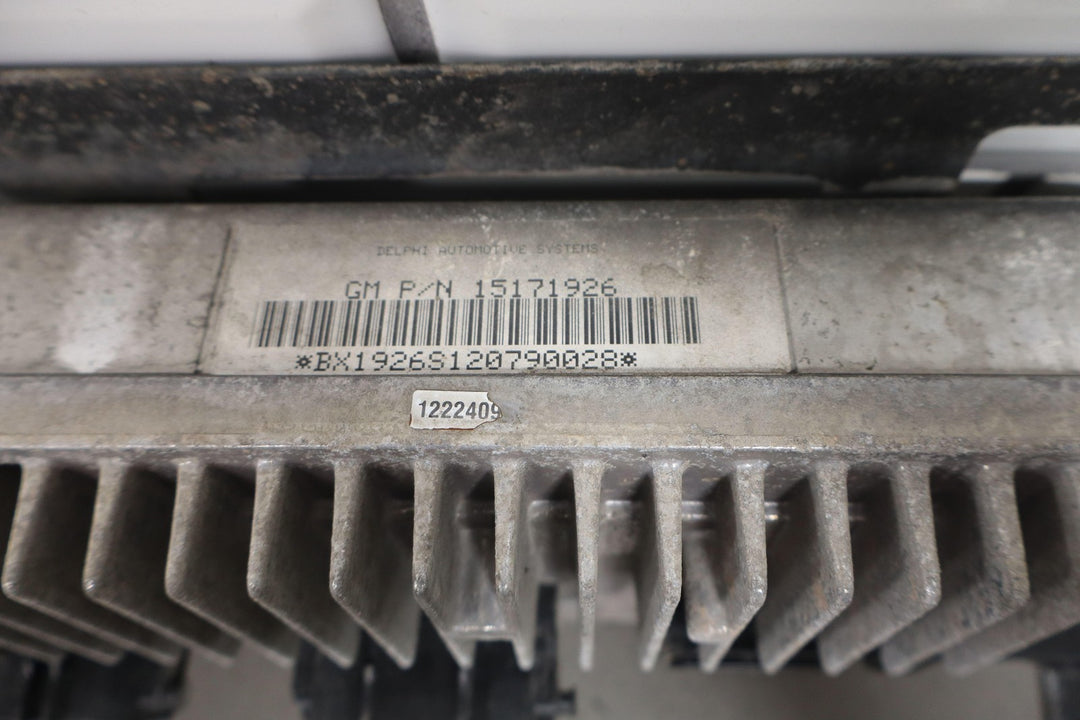 DELPHI AUTOMOTIVE SYSTEMS
GM P/N 15171926
*BX1926S120790028*
1222409